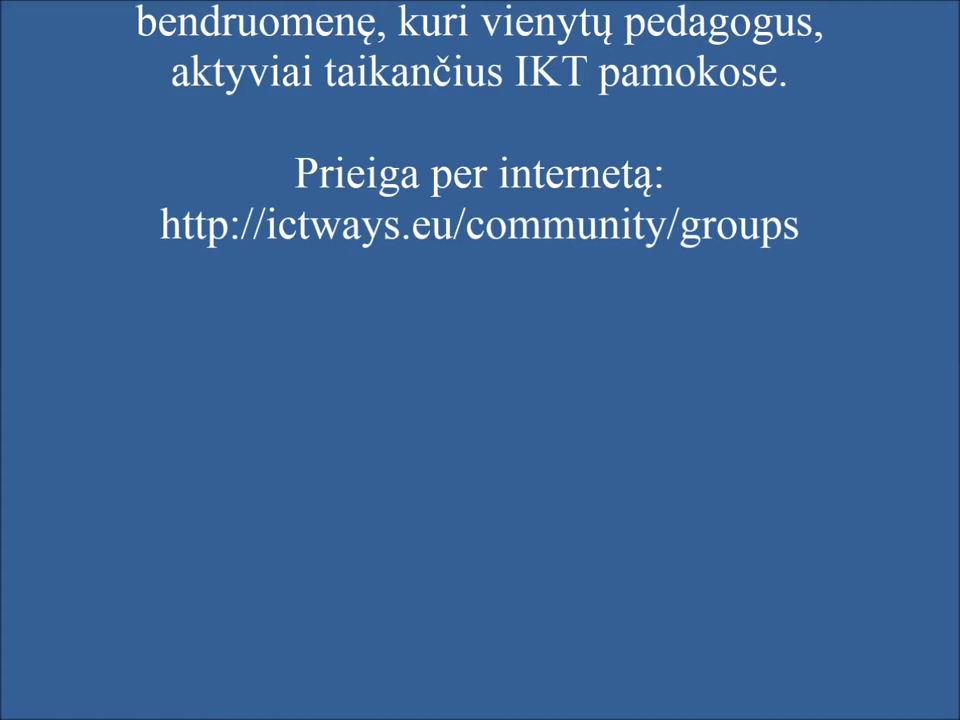 bendruomenę, kuri vienytų pedagogus,
aktyviai taikančius IKT pamokose.
Prieiga per internetą:
http://ictways.eu/community/groups